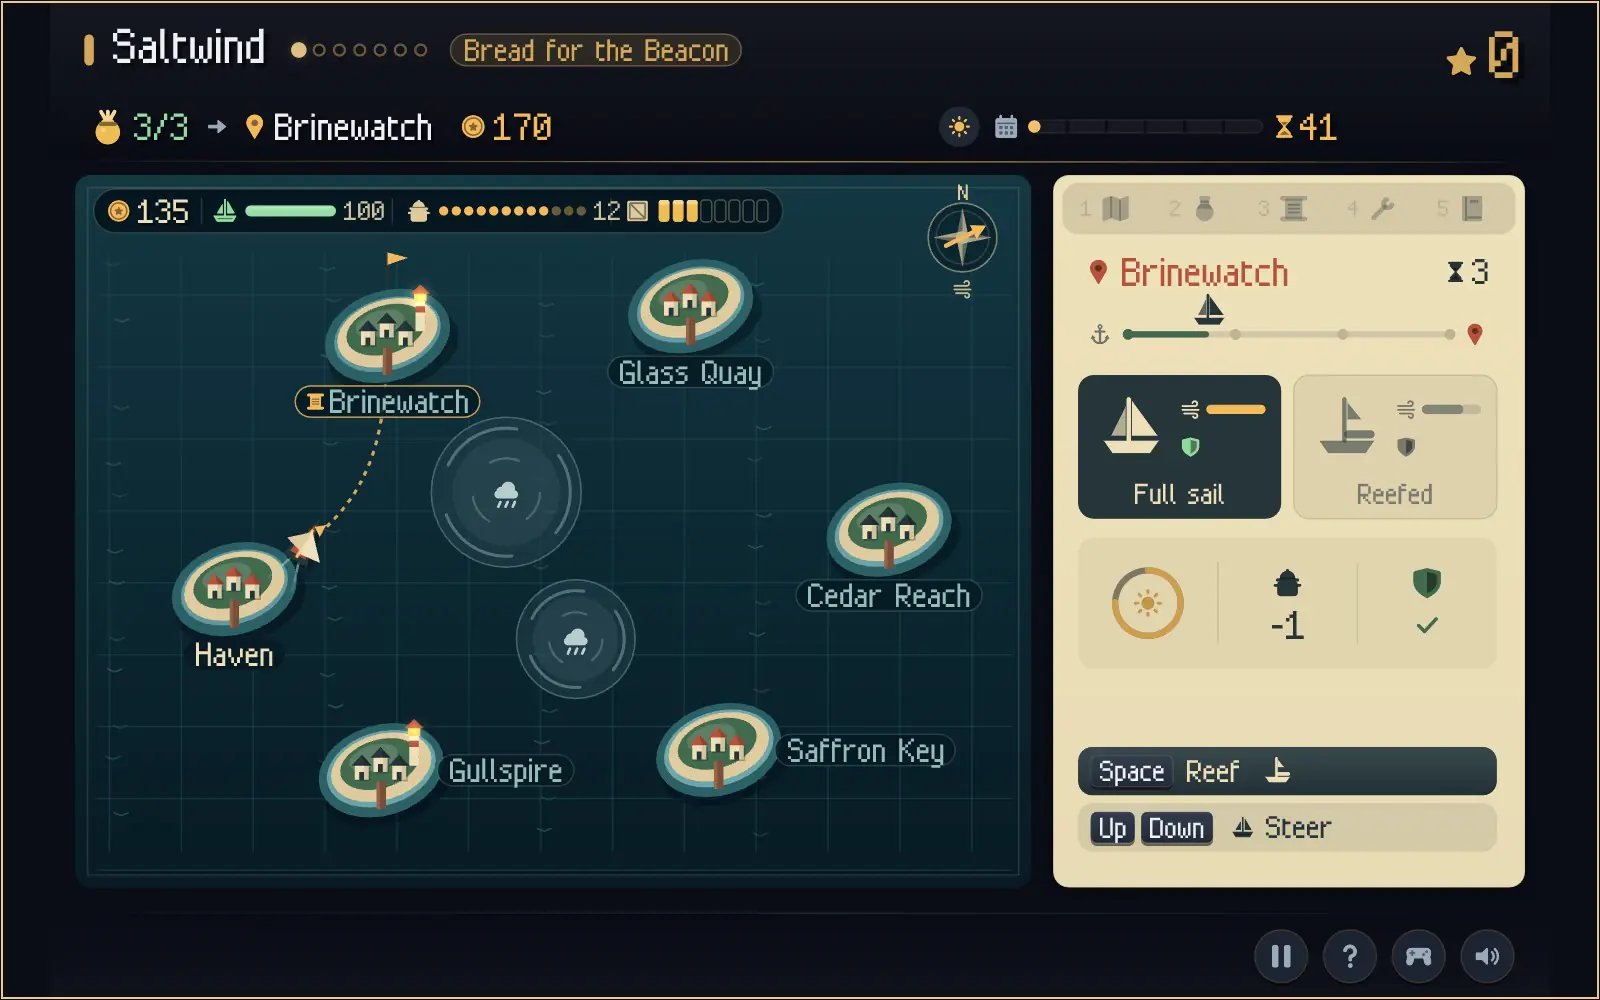 Saltwind
Bread for the Beacon
0
3/3
Brinewatch
170
41
135
100
12
N
Brinewatch
Glass Quay
Cedar Reach
Haven
Gullspire
Saffron Key
1
2
3
4
5
Brinewatch
3
Full sail
Reefed
-1
Space Reef
Up Down Steer
?